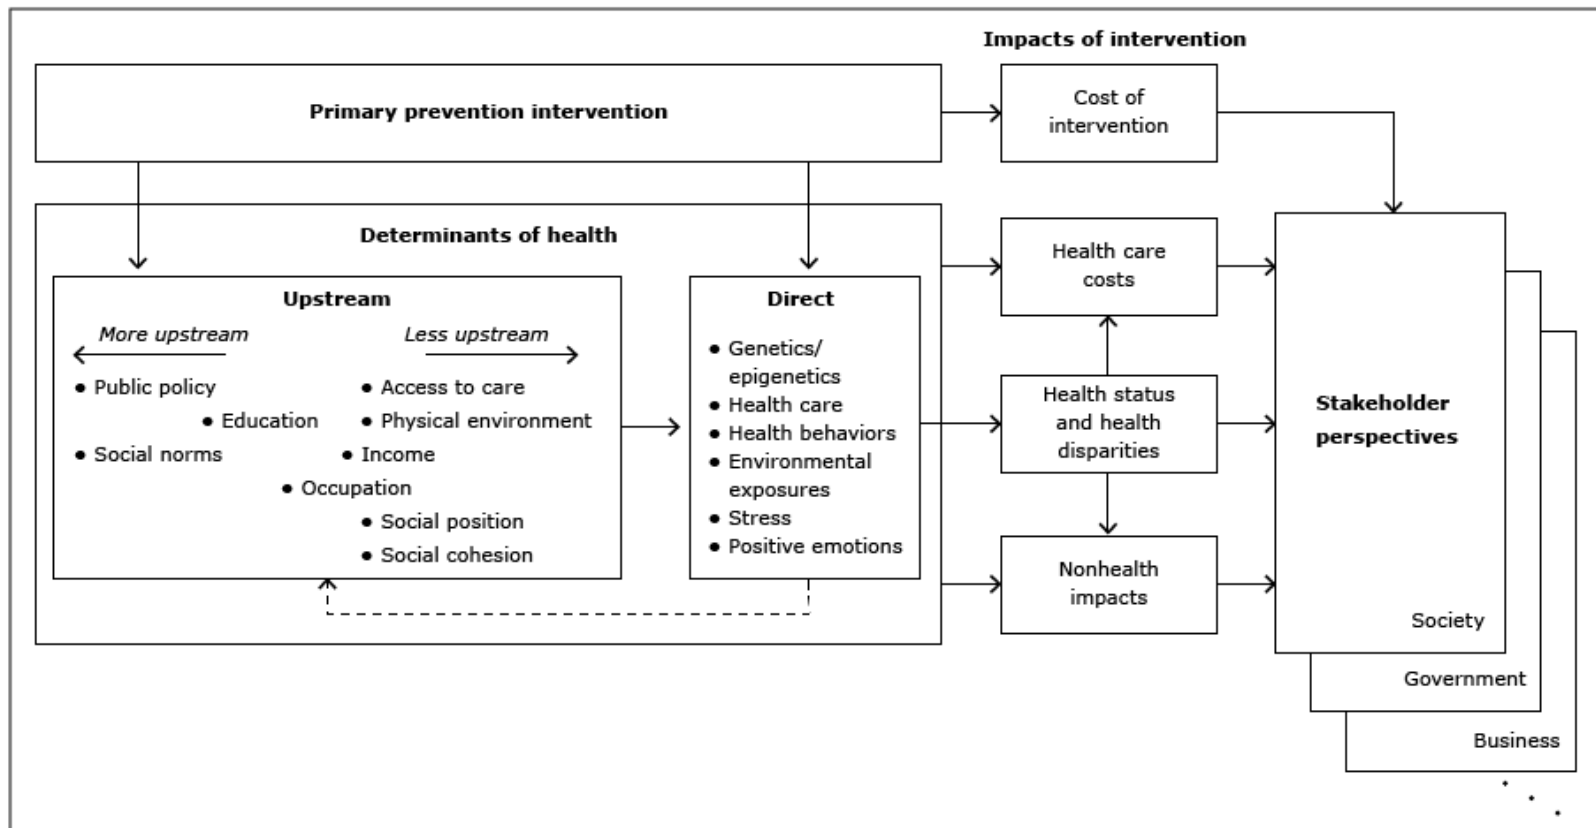 Impacts of intervention
Primary prevention intervention
Cost of
intervention
Determinants of health
Upstream
More upstream
Less upstream
● Public policy
● Education
● Social norms
● Access to care
● Physical environment
● Income
● Occupation
● Social position
● Social cohesion
Direct
● Genetics/
epigenetics
● Health care
● Health behaviors
● Environmental
exposures
● Stress
● Positive emotions
Health care
costs
Health status
and health
disparities
Nonhealth
impacts
Stakeholder
perspectives
Society
Government
Business